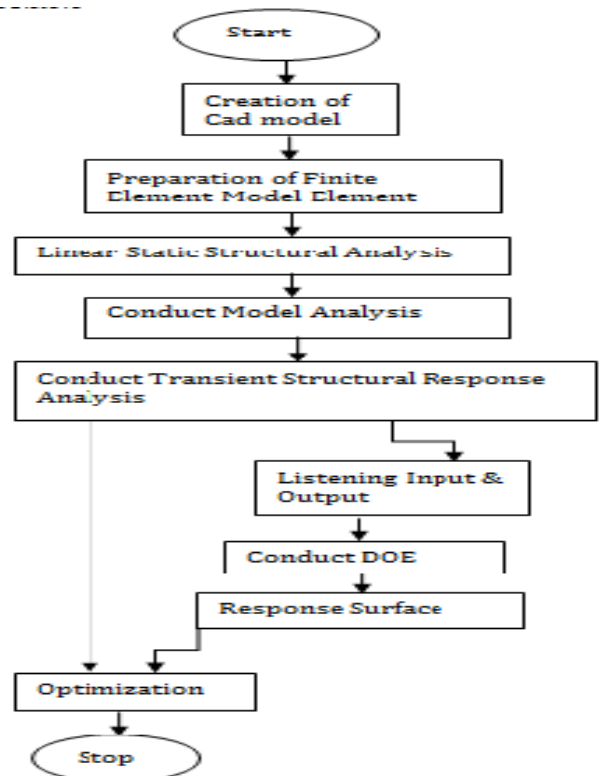 Start
Creation of
Cad model
Preparation of Finite
Element Model Element
Linear Static Structural Analysis
Conduct Model Analysis
Conduct Transient Structural Response
Analysis
Listening Input &
Output
Conduct DOE
Response Surface
Optimization
Stop